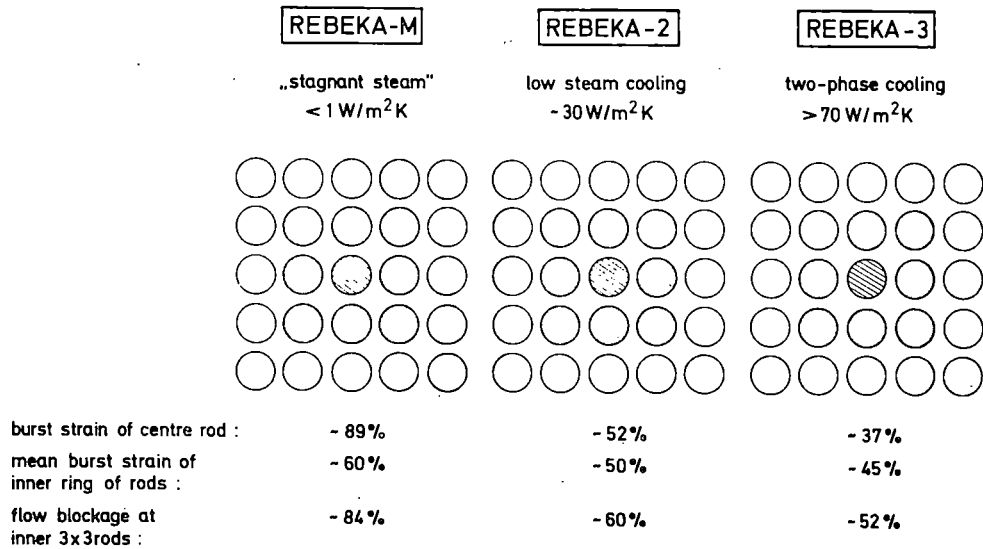 REBEKA-M REBEKA-2 REBEKA-3
„stagnant steam" low steam cooling two-phase cooling
< 1 W/m²K ~30 W/m²K > 70 W/m²K
burst strain of centre rod : ~ 89% ~ 52% ~ 37%
mean burst strain of ~ 60% ~ 50% ~ 45%
inner ring of rods :
flow blockage at ~ 84% ~ 60% ~ 52%
inner 3x3rods :